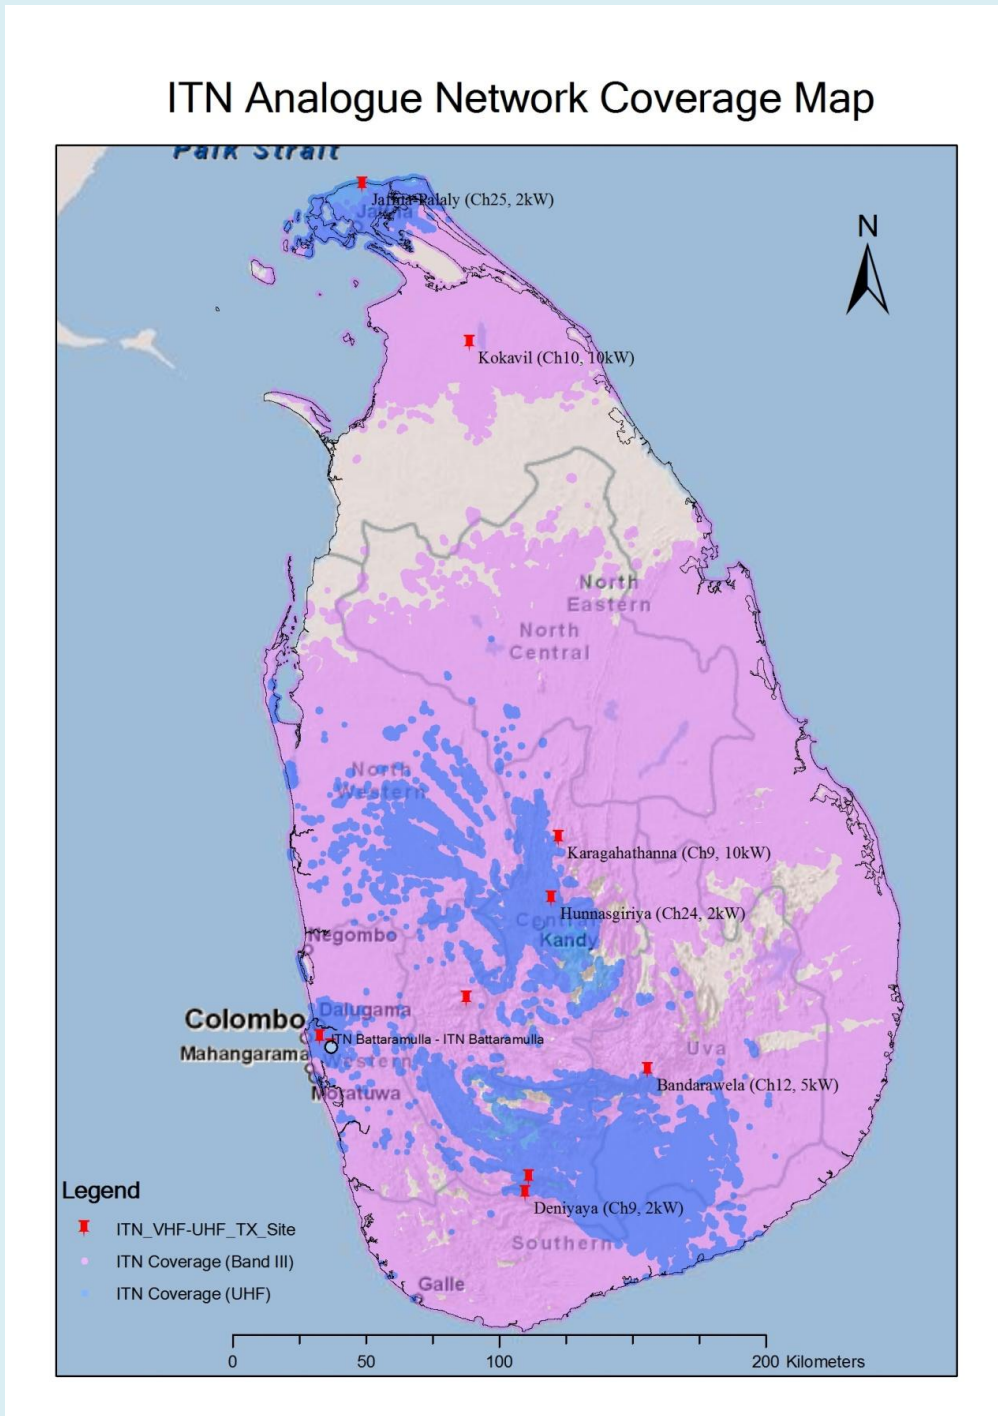 ITN Analogue Network Coverage Map
Palk Strait
N
Jaffna-Palaly (Ch25, 2kW)
Jaffna
Kokavil (Ch10, 10kW)
North
Eastern
North
Central
North
Western
Karagahathanna (Ch9, 10kW)
Hunnasgiriya (Ch24, 2kW)
Central
Kandy
Negombo
Colombo
Dalugama
ITN Battaramulla - ITN Battaramulla
Mahangarama
Western
Uva
Moratuwa
Bandarawela (Ch12, 5kW)
Deniyaya (Ch9, 2kW)
Southern
Galle
Legend
ITN_VHF-UHF_TX_Site
ITN Coverage (Band III)
ITN Coverage (UHF)
0 50 100 200 Kilometers